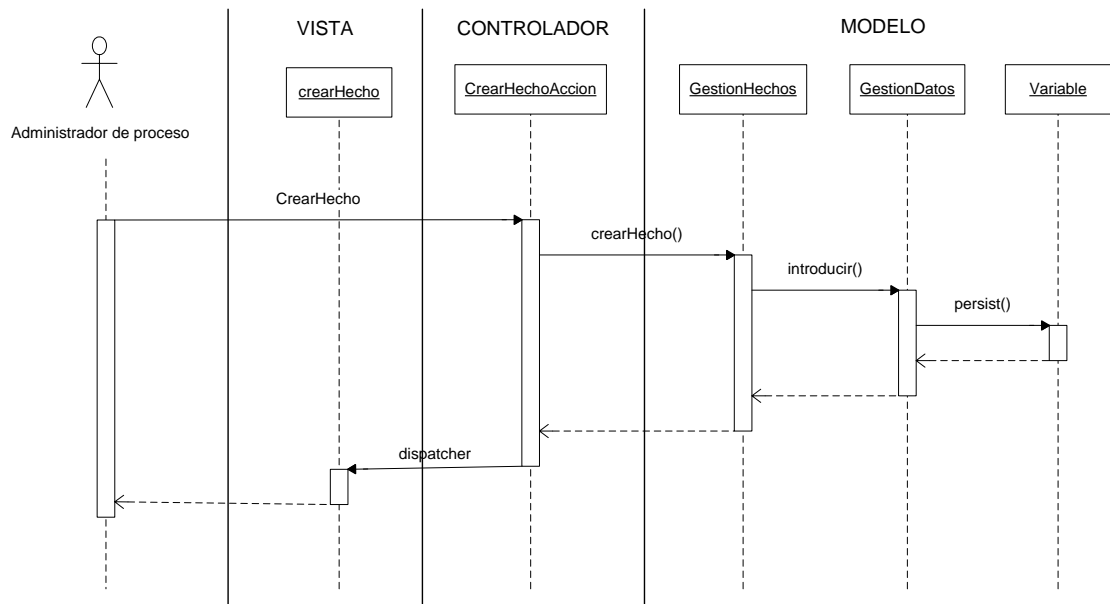 VISTA
CONTROLADOR
MODELO
crearHecho
CrearHechoAccion
GestionHechos
GestionDatos
Variable
Administrador de proceso
CrearHecho
crearHecho()
introducir()
persist()
dispatcher